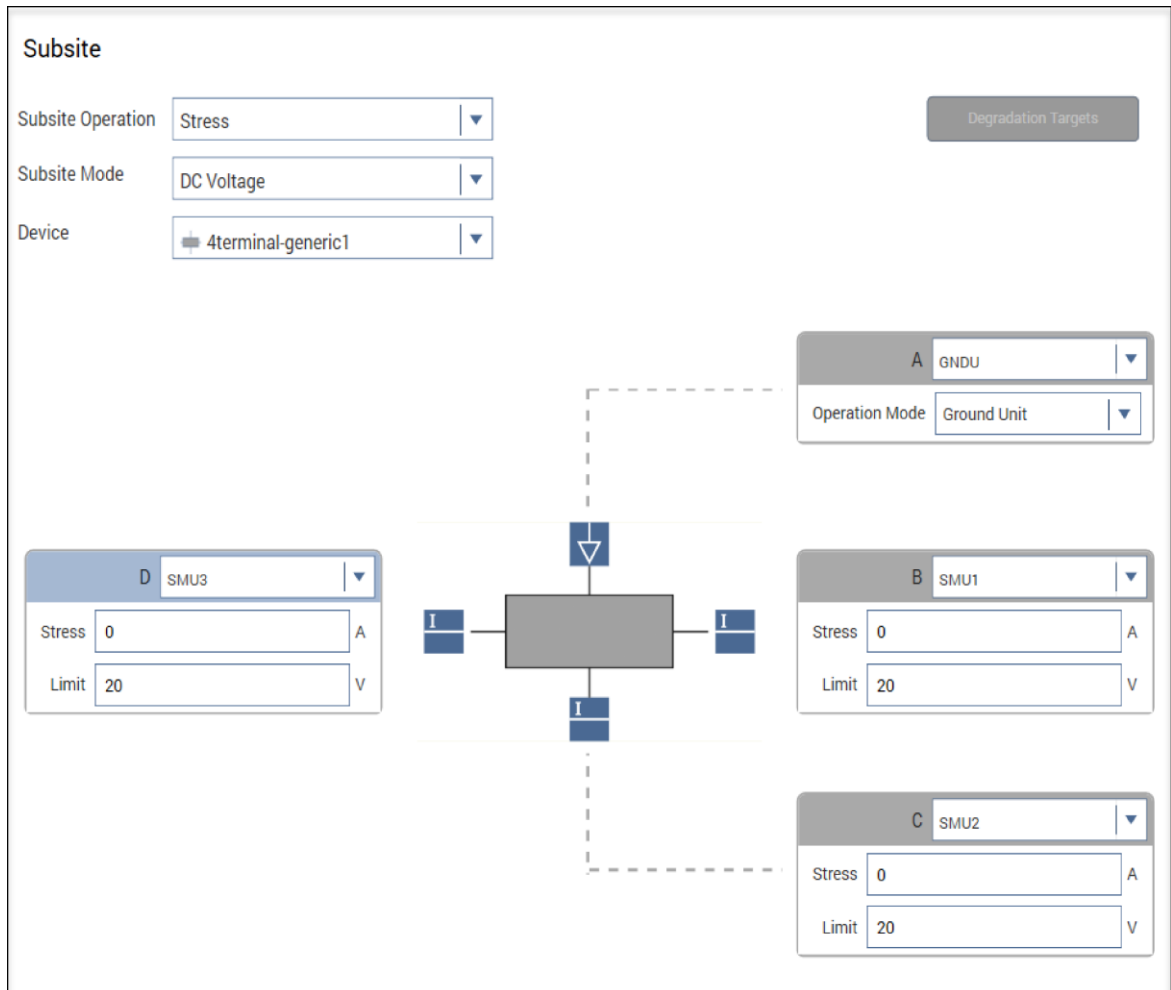 Subsite
Subsite Operation Stress
Degradation Targets
Subsite Mode DC Voltage
Device 4terminal-generic1
A GNDU
Operation Mode Ground Unit
D SMU3
Stress 0 A
Limit 20 V
I
I
I
B SMU1
Stress 0 A
Limit 20 V
C SMU2
Stress 0 A
Limit 20 V